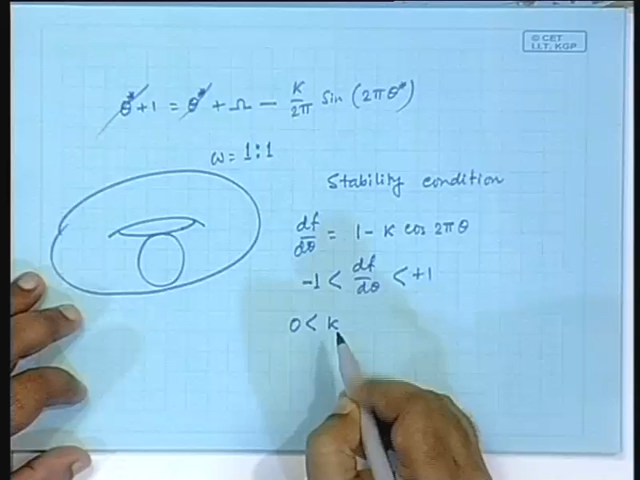 © CET
I.I.T. KGP
θ* + 1 = θ* + Ω − K/2π sin (2πθ*)
ω = 1:1
Stability condition
df/dθ = 1 − K cos 2πθ
−1 < df/dθ < +1
0 < K